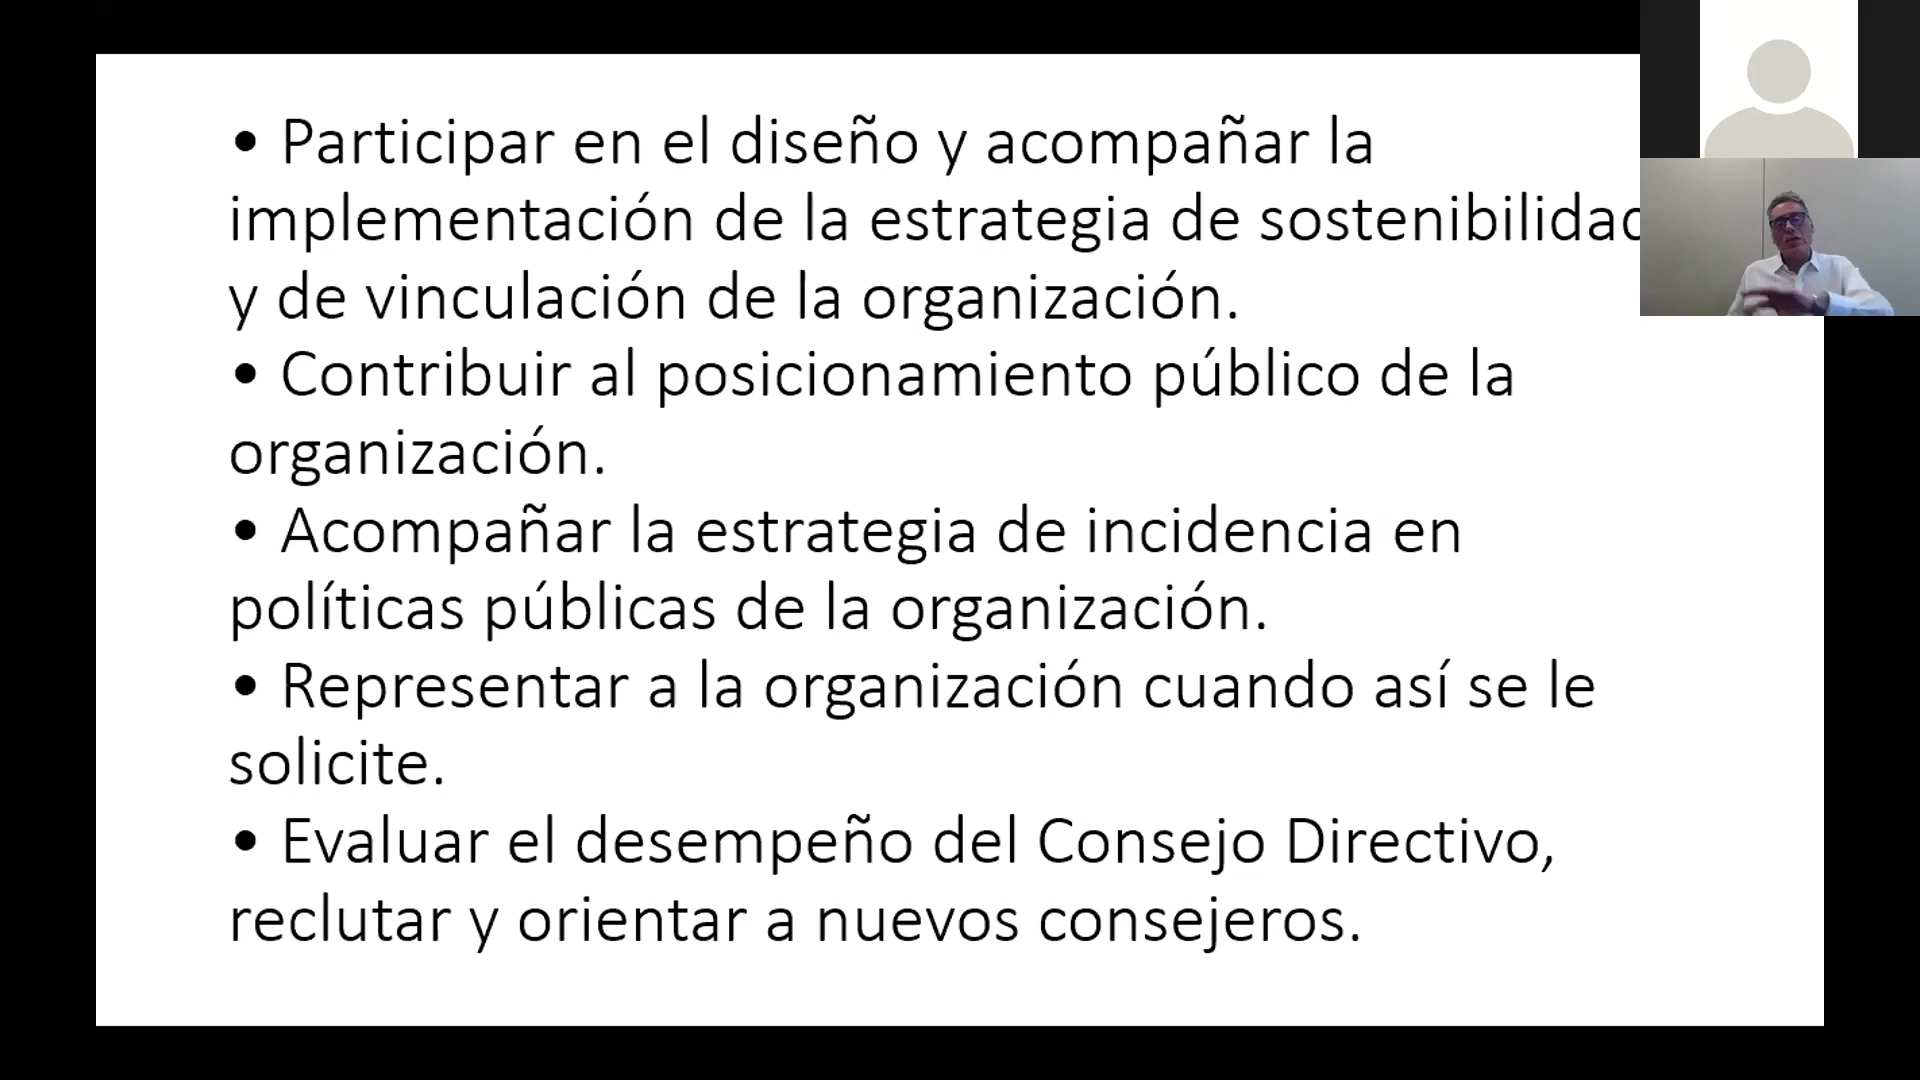 • Participar en el diseño y acompañar la
implementación de la estrategia de sostenibilidad
y de vinculación de la organización.
• Contribuir al posicionamiento público de la
organización.
• Acompañar la estrategia de incidencia en
políticas públicas de la organización.
• Representar a la organización cuando así se le
solicite.
• Evaluar el desempeño del Consejo Directivo,
reclutar y orientar a nuevos consejeros.